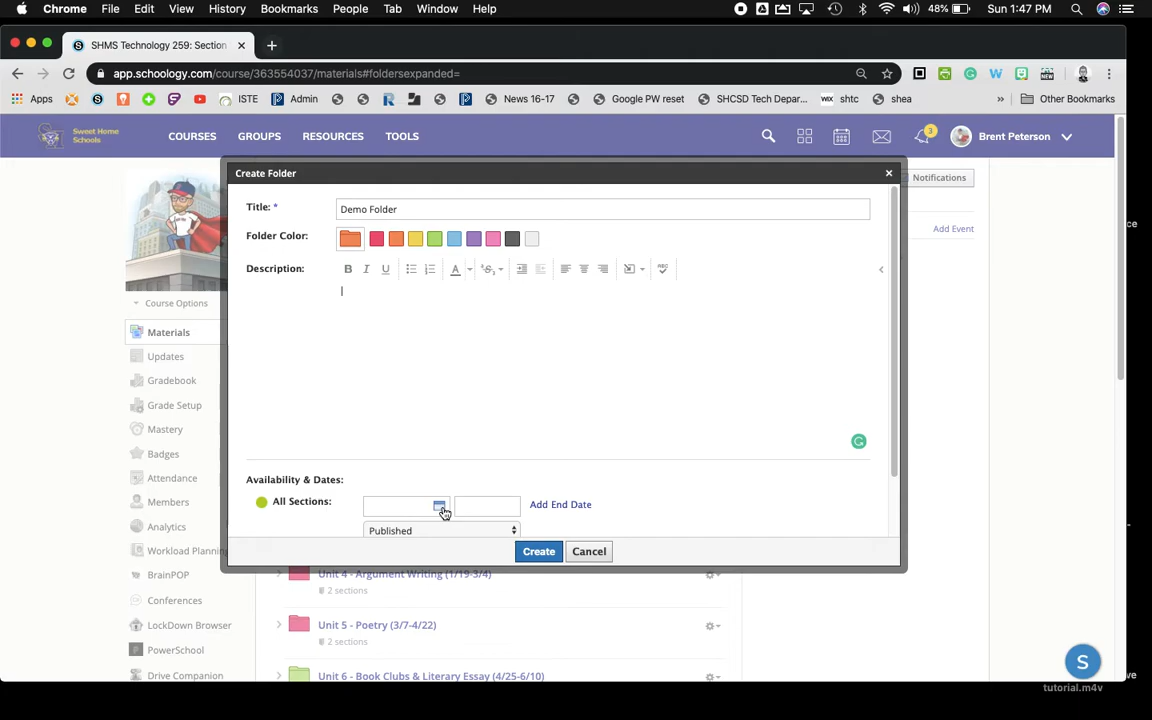 Chrome File Edit View History Bookmarks People Tab Window Help 48% Sun 1:47 PM
SHMS Technology 259: Section
app.schoology.com/course/363554037/materials#foldersexpanded=
Apps ISTE Admin News 16-17 Google PW reset SHCSD Tech Depar... WIX shtc shea » Other Bookmarks
Sweet Home
Schools
COURSES GROUPS RESOURCES TOOLS 3 Brent Peterson
Create Folder
Notifications
Title: * Demo Folder
Folder Color:
Add Event
Description: B I U A S ABC
Course Options
Materials
Updates
Gradebook
Grade Setup
Mastery
Badges
Attendance
Members
Analytics
Workload Planning
BrainPOP
Conferences
LockDown Browser
PowerSchool
Drive Companion
Availability & Dates:
All Sections: Add End Date
Published
Create Cancel
Unit 4 - Argument Writing (1/19-3/4)
2 sections
Unit 5 - Poetry (3/7-4/22)
2 sections
Unit 6 - Book Clubs & Literary Essay (4/25-6/10)
S
tutorial.m4v